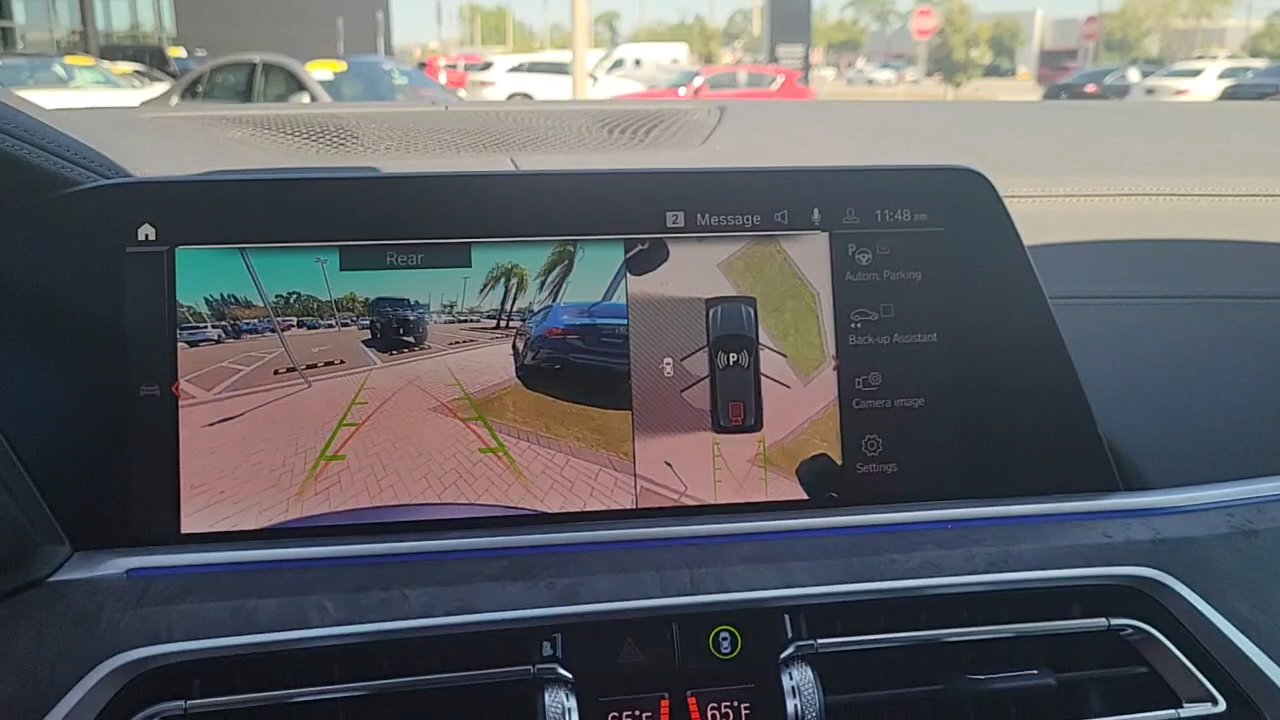 2 Message 11:48 am
Rear
P
Autom. Parking
Back-up Assistant
Camera image
Settings
P
65°F
65°F